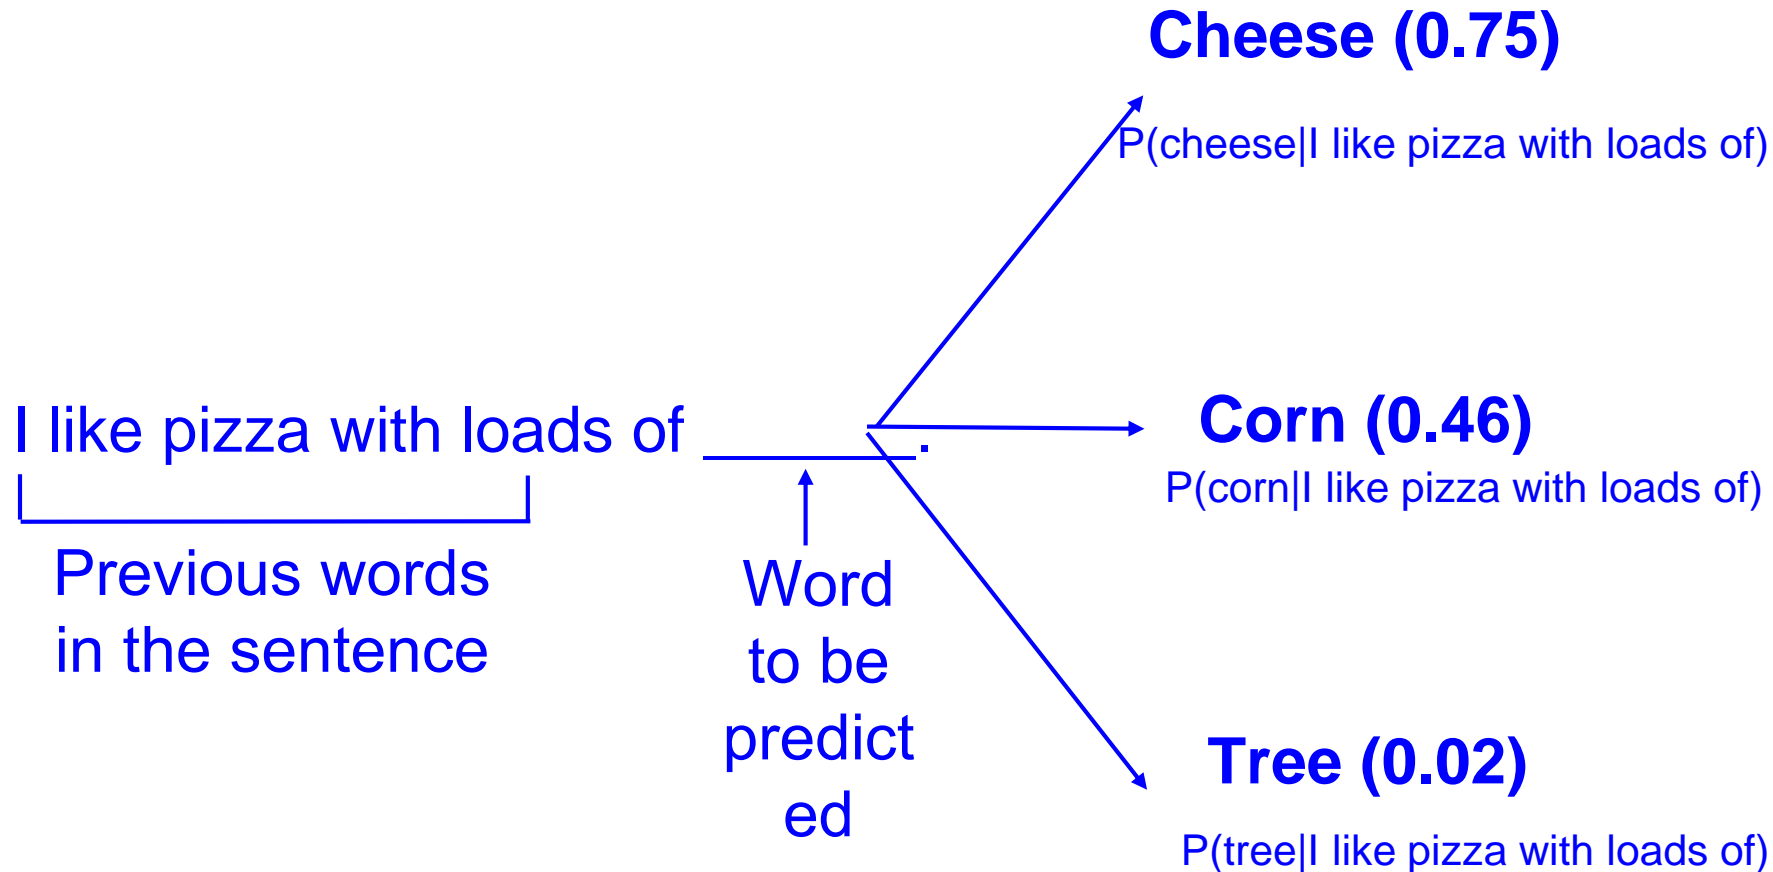 Cheese (0.75)
P(cheese|I like pizza with loads of)
I like pizza with loads of ______.
Corn (0.46)
P(corn|I like pizza with loads of)
Previous words
in the sentence
Word
to be
predict
ed
Tree (0.02)
P(tree|I like pizza with loads of)